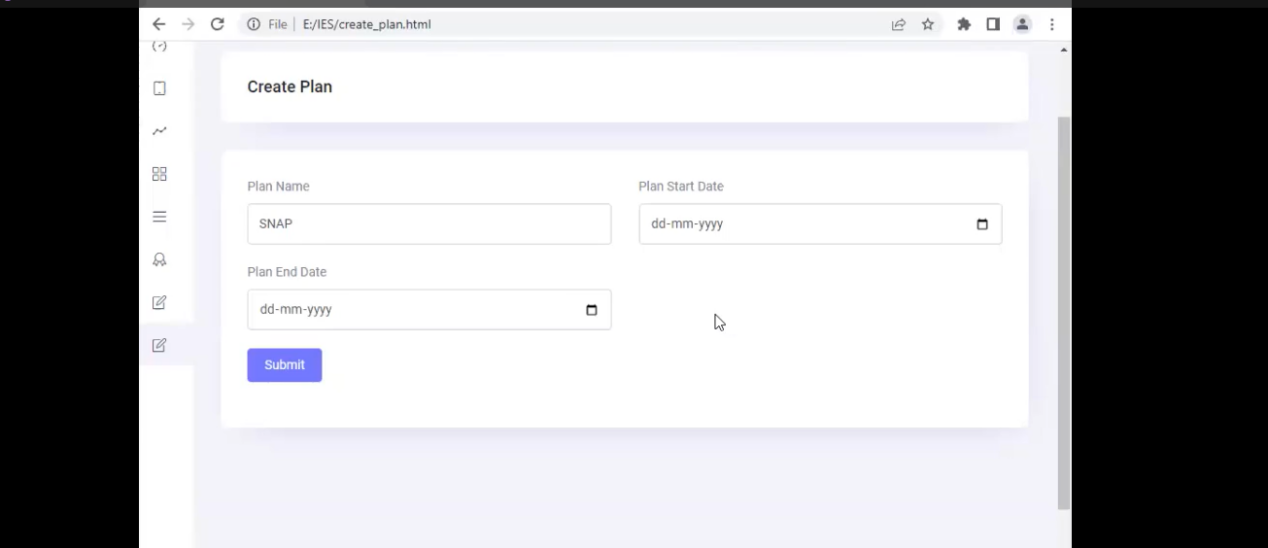 File | E:/IES/create_plan.html
Create Plan
Plan Name
Plan Start Date
SNAP
dd-mm-yyyy
Plan End Date
dd-mm-yyyy
Submit